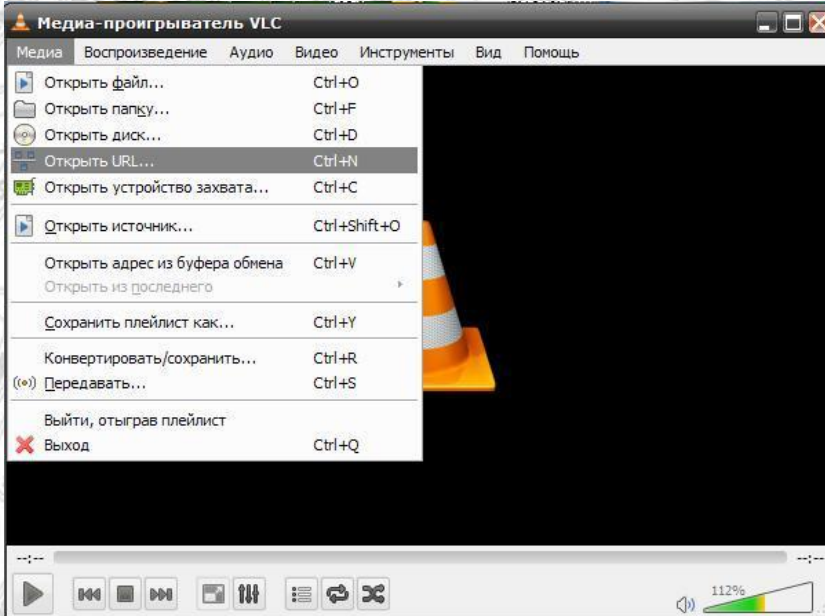 Медиа-проигрыватель VLC
Медиа Воспроизведение Аудио Видео Инструменты Вид Помощь
Открыть файл... Ctrl+O
Открыть папку... Ctrl+F
Открыть диск... Ctrl+D
Открыть URL... Ctrl+N
Открыть устройство захвата... Ctrl+C
Открыть источник... Ctrl+Shift+O
Открыть адрес из буфера обмена Ctrl+V
Открыть из последнего
Сохранить плейлист как... Ctrl+Y
Конвертировать/сохранить... Ctrl+R
Передавать... Ctrl+S
Выйти, отыграв плейлист
Выход Ctrl+Q
--:-- --:--
112%